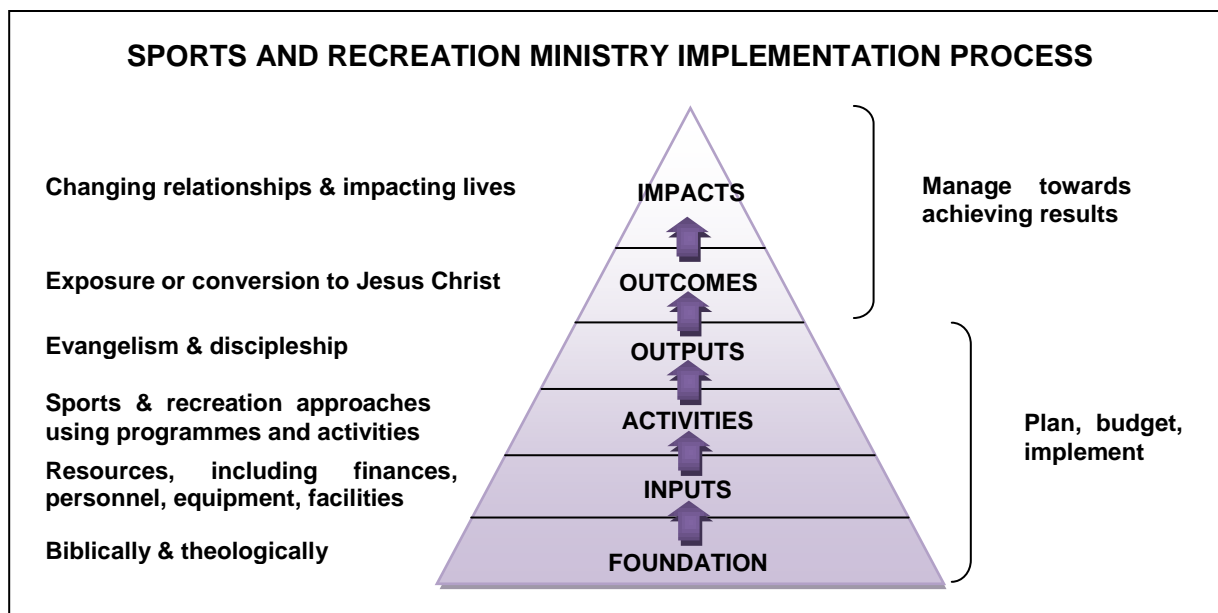 SPORTS AND RECREATION MINISTRY IMPLEMENTATION PROCESS
Changing relationships & impacting lives
IMPACTS
Manage towards
achieving results
Exposure or conversion to Jesus Christ
OUTCOMES
Evangelism & discipleship
OUTPUTS
Sports & recreation approaches
using programmes and activities
ACTIVITIES
Plan, budget,
implement
Resources, including finances,
personnel, equipment, facilities
INPUTS
Biblically & theologically
FOUNDATION